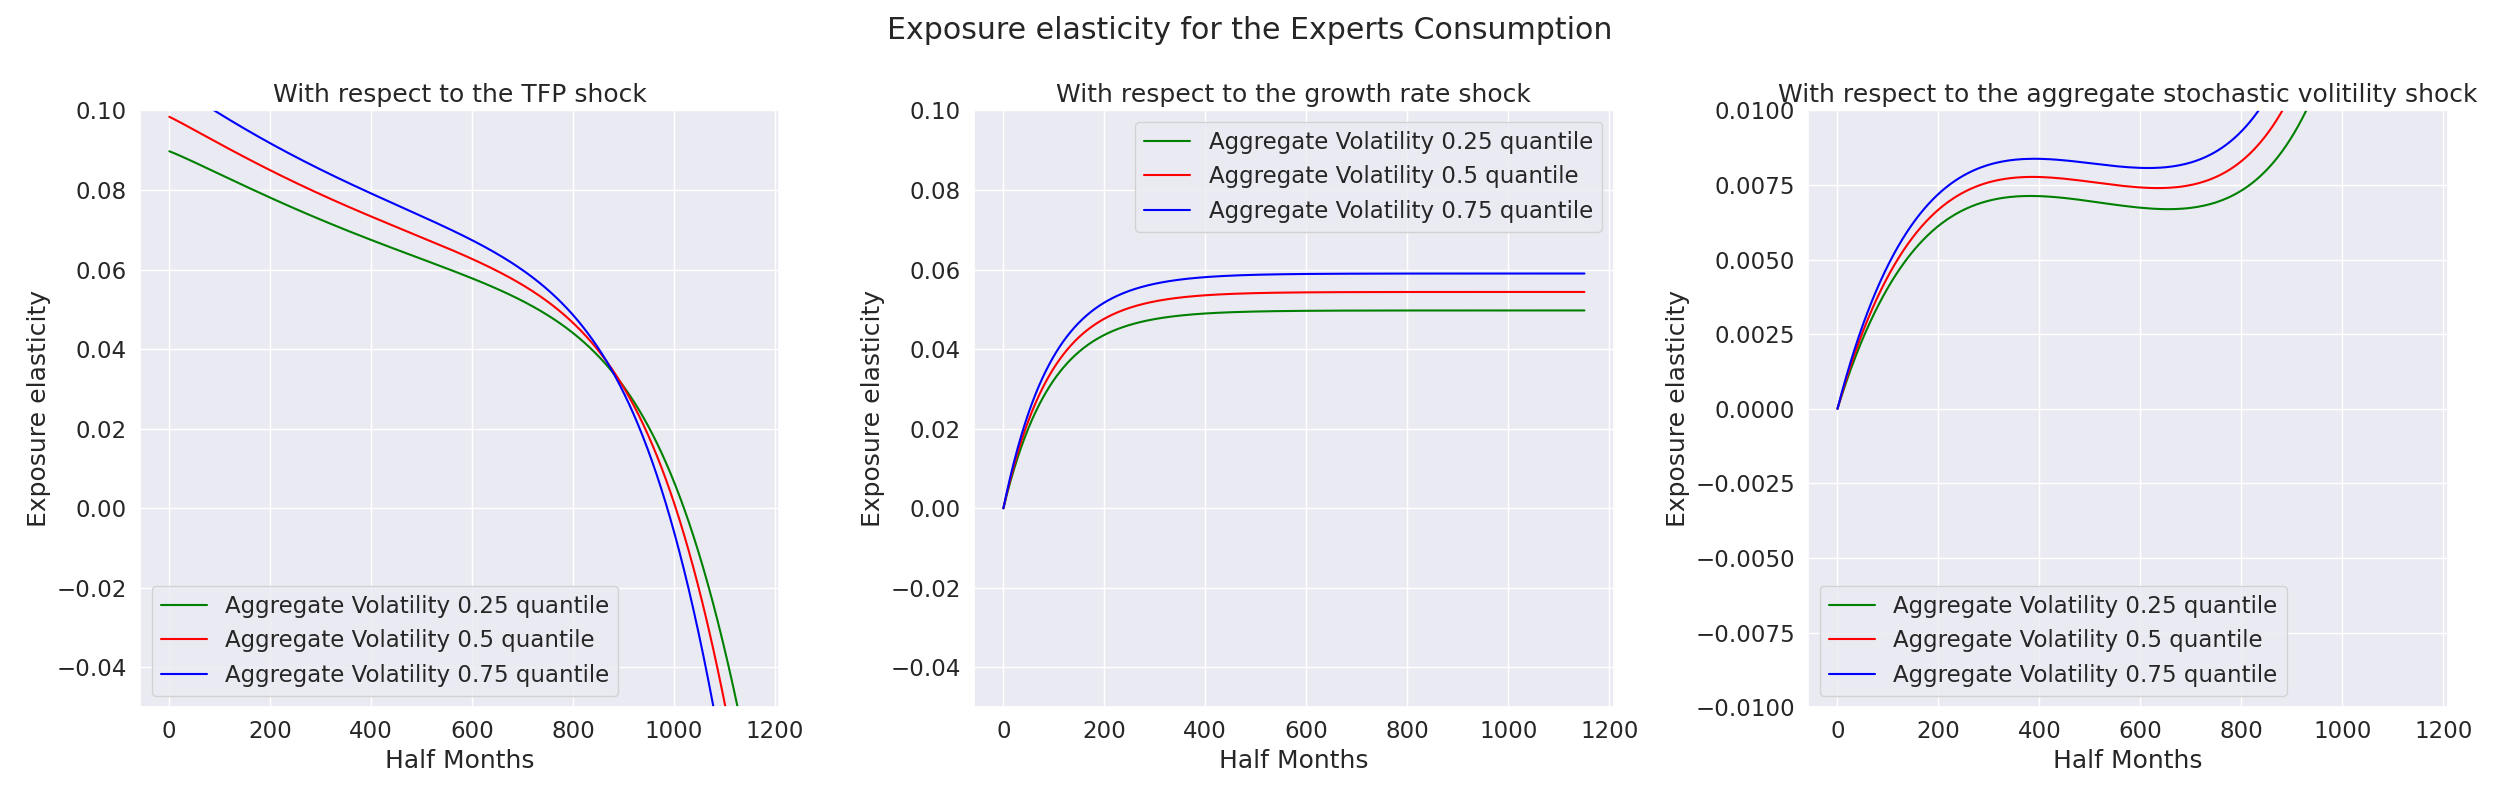 Exposure elasticity for the Experts Consumption
With respect to the TFP shock
0.10
0.08
0.06
0.04
0.02
0.00
−0.02
−0.04
Exposure elasticity
Aggregate Volatility 0.25 quantile
Aggregate Volatility 0.5 quantile
Aggregate Volatility 0.75 quantile
0 200 400 600 800 1000 1200
Half Months
With respect to the growth rate shock
0.10
0.08
0.06
0.04
0.02
0.00
−0.02
−0.04
Exposure elasticity
Aggregate Volatility 0.25 quantile
Aggregate Volatility 0.5 quantile
Aggregate Volatility 0.75 quantile
0 200 400 600 800 1000 1200
Half Months
With respect to the aggregate stochastic volitility shock
0.0100
0.0075
0.0050
0.0025
0.0000
−0.0025
−0.0050
−0.0075
−0.0100
Exposure elasticity
Aggregate Volatility 0.25 quantile
Aggregate Volatility 0.5 quantile
Aggregate Volatility 0.75 quantile
0 200 400 600 800 1000 1200
Half Months